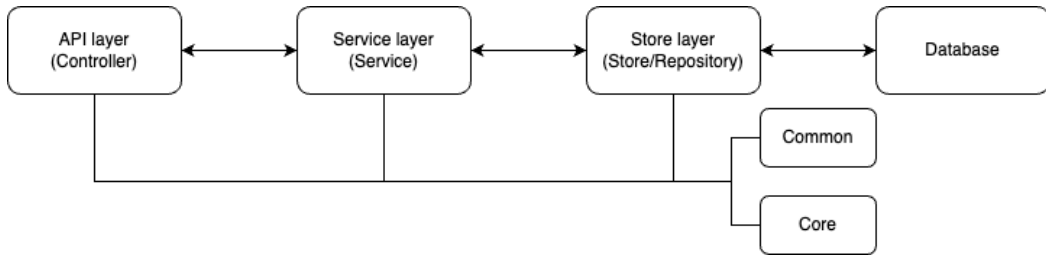 API layer
(Controller)
Service layer
(Service)
Store layer
(Store/Repository)
Database
Common
Core